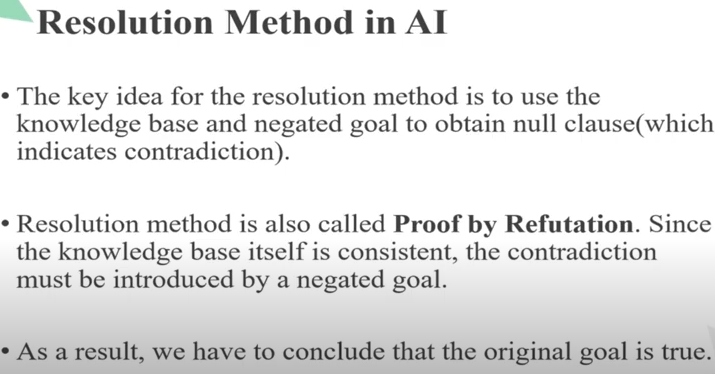 Resolution Method in AI
• The key idea for the resolution method is to use the
knowledge base and negated goal to obtain null clause(which
indicates contradiction).
• Resolution method is also called Proof by Refutation. Since
the knowledge base itself is consistent, the contradiction
must be introduced by a negated goal.
• As a result, we have to conclude that the original goal is true.